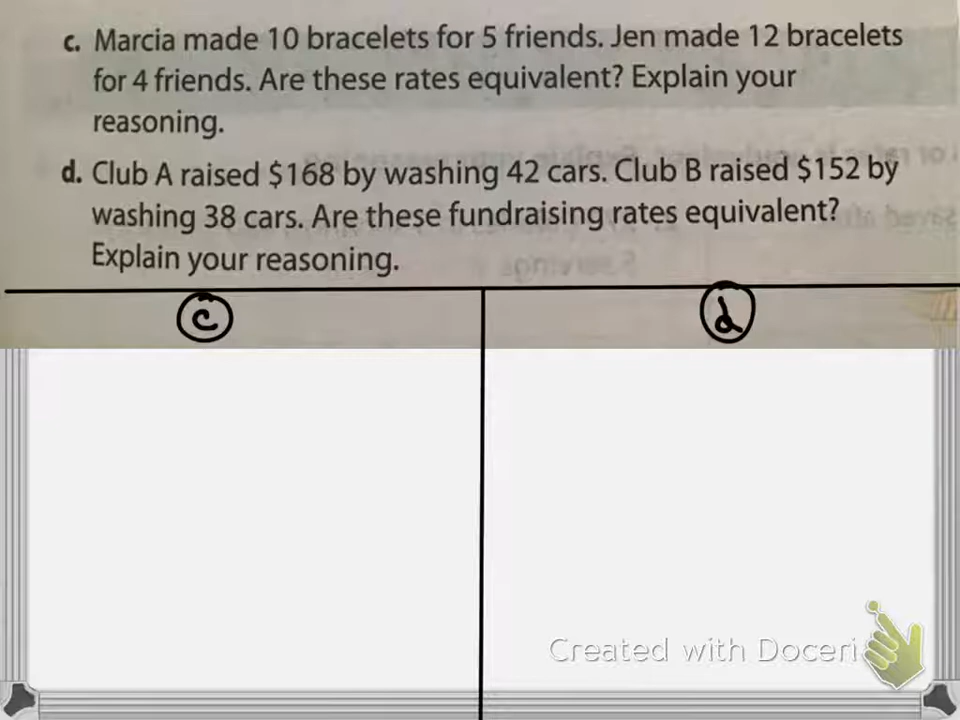 c. Marcia made 10 bracelets for 5 friends. Jen made 12 bracelets
for 4 friends. Are these rates equivalent? Explain your
reasoning.
d. Club A raised $168 by washing 42 cars. Club B raised $152 by
washing 38 cars. Are these fundraising rates equivalent?
Explain your reasoning.
c d
Created with Doceri